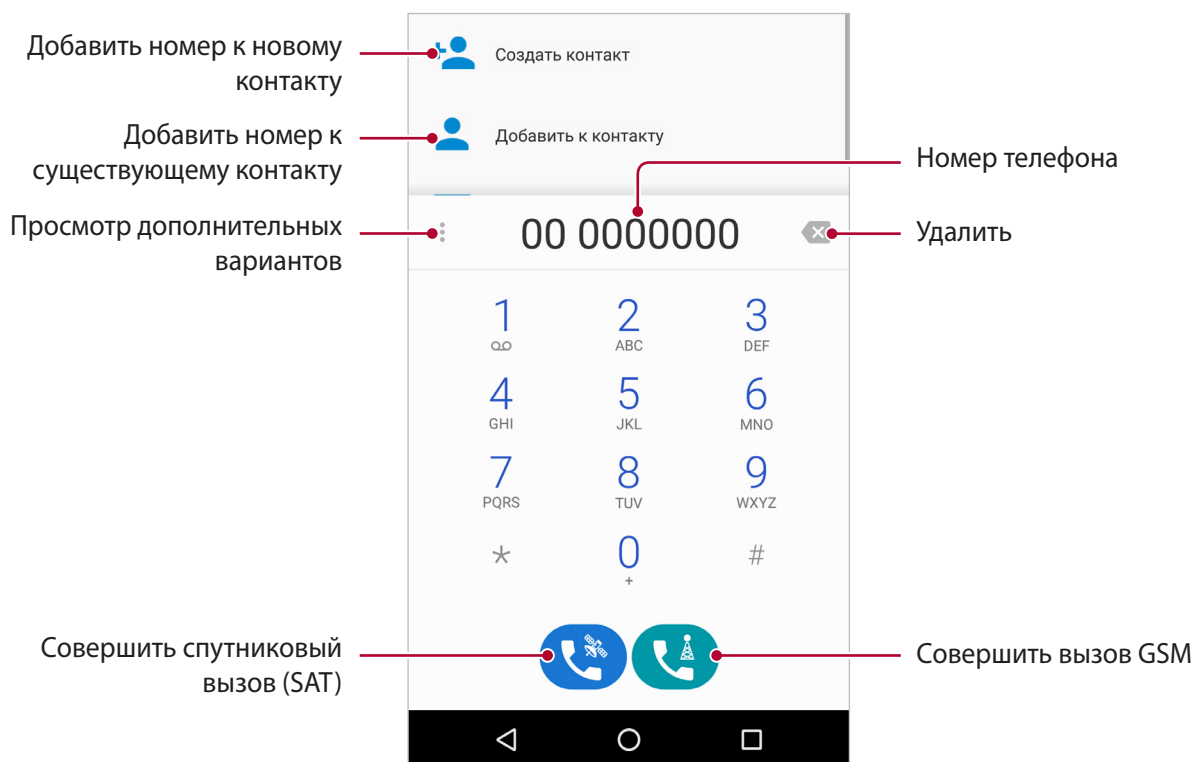 Добавить номер к новому
контакту
Создать контакт
Добавить номер к
существующему контакту
Добавить к контакту
Номер телефона
Просмотр дополнительных
вариантов
00 0000000
Удалить
1
2
ABC
3
DEF
4
GHI
5
JKL
6
MNO
7
PQRS
8
TUV
9
WXYZ
*
0
+
#
Совершить спутниковый
вызов (SAT)
Совершить вызов GSM